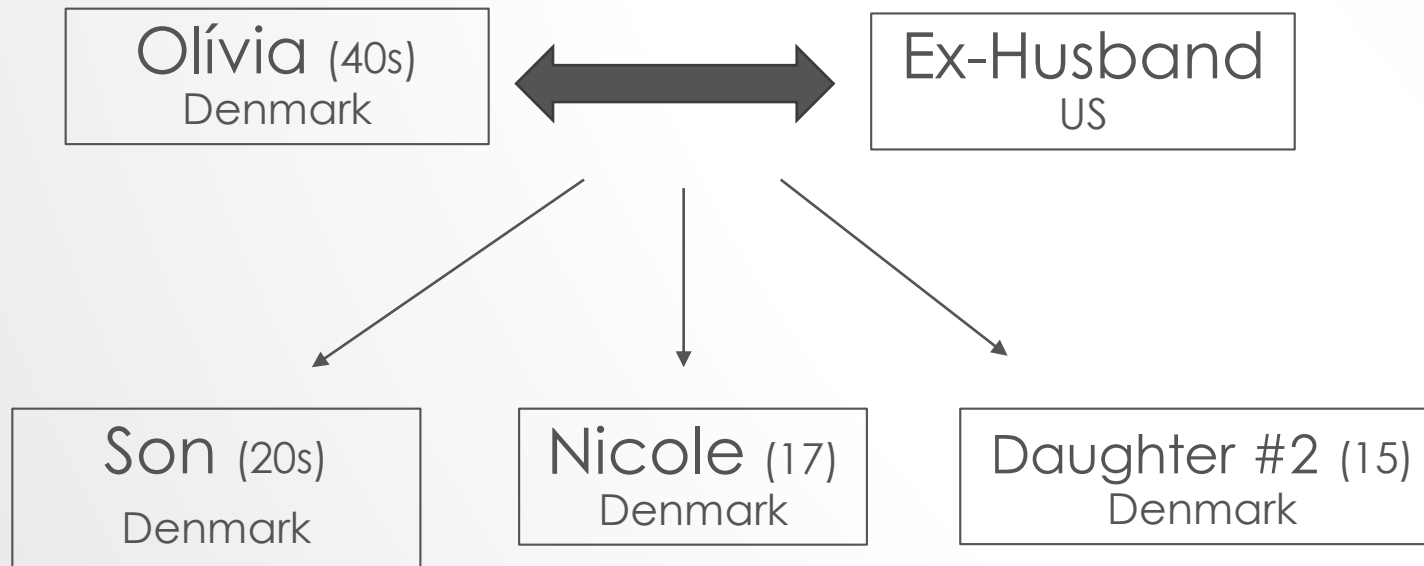 Olívia (40s)
Denmark
Ex-Husband
US
Son (20s)
Denmark
Nicole (17)
Denmark
Daughter #2 (15)
Denmark